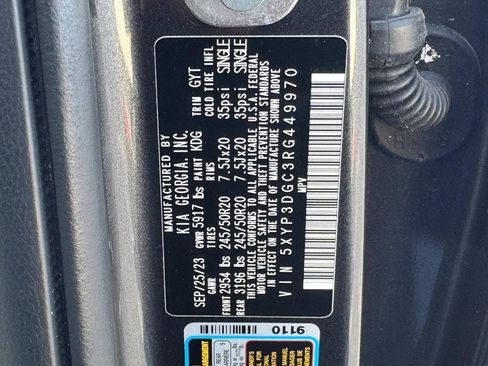 MANUFACTURED BY
KIA GEORGIA, INC.
SEP/25/23 GVWR 5917 lbs PAINT KDG TRIM GYT
GAWR TIRES RIMS COLD TIRE INFL
FRONT 2954 lbs 245/50R20 7.5Jx20 35psi SINGLE
REAR 3196 lbs 245/50R20 7.5Jx20 35psi SINGLE
THIS VEHICLE CONFORMS TO ALL APPLICABLE U.S.A. FEDERAL
MOTOR VEHICLE SAFETY AND THEFT PREVENTION STANDARDS
IN EFFECT ON THE DATE OF MANUFACTURE SHOWN ABOVE
VIN 5XYP3DGC3RG449970
MPV
9110
REAR